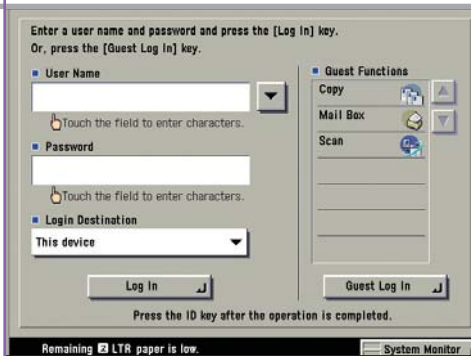 Enter a user name and password and press the [Log In] key.
Or, press the [Guest Log In] key.
User Name
Touch the field to enter characters.
Password
Touch the field to enter characters.
Login Destination
This device
Log In
Guest Functions
Copy
Mail Box
Scan
Guest Log In
Press the ID key after the operation is completed.
Remaining 2 LTR paper is low.
System Monitor